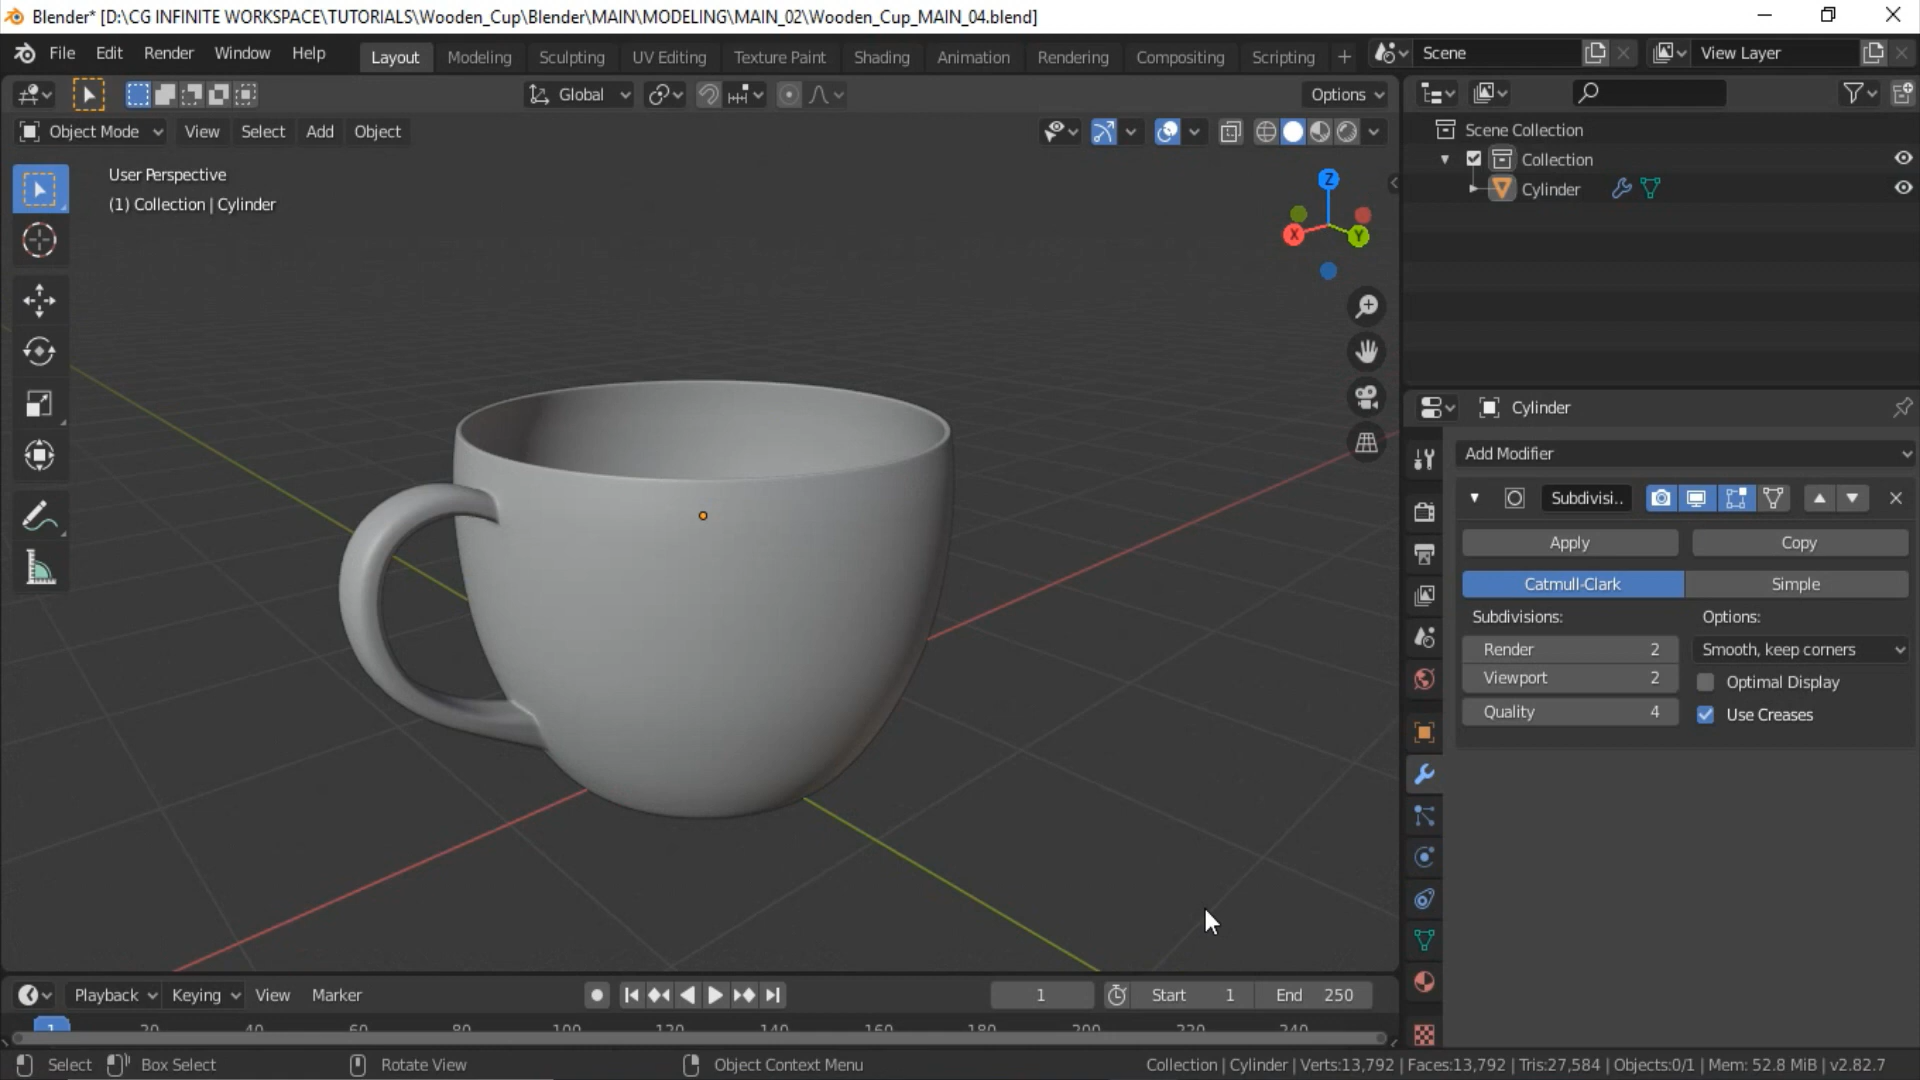 Blender* [D:\CG INFINITE WORKSPACE\TUTORIALS\Wooden_Cup\Blender\MAIN\MODELING\MAIN_02\Wooden_Cup_MAIN_04.blend]
File Edit Render Window Help Layout Modeling Sculpting UV Editing Texture Paint Shading Animation Rendering Compositing Scripting + Scene View Layer
Global Options
Object Mode View Select Add Object
User Perspective
(1) Collection | Cylinder
Z
X
Y
Scene Collection
Collection
Cylinder
Cylinder
Add Modifier
Subdivisi..
Apply Copy
Catmull-Clark Simple
Subdivisions: Options:
Render 2 Smooth, keep corners
Viewport 2 Optimal Display
Quality 4 Use Creases
Playback Keying View Marker 1 Start 1 End 250
1 20 40 60 80 100 120 140 160 180 200 220 240
Select Box Select Rotate View Object Context Menu Collection | Cylinder | Verts:13,792 | Faces:13,792 | Tris:27,584 | Objects:0/1 | Mem: 52.8 MiB | v2.82.7